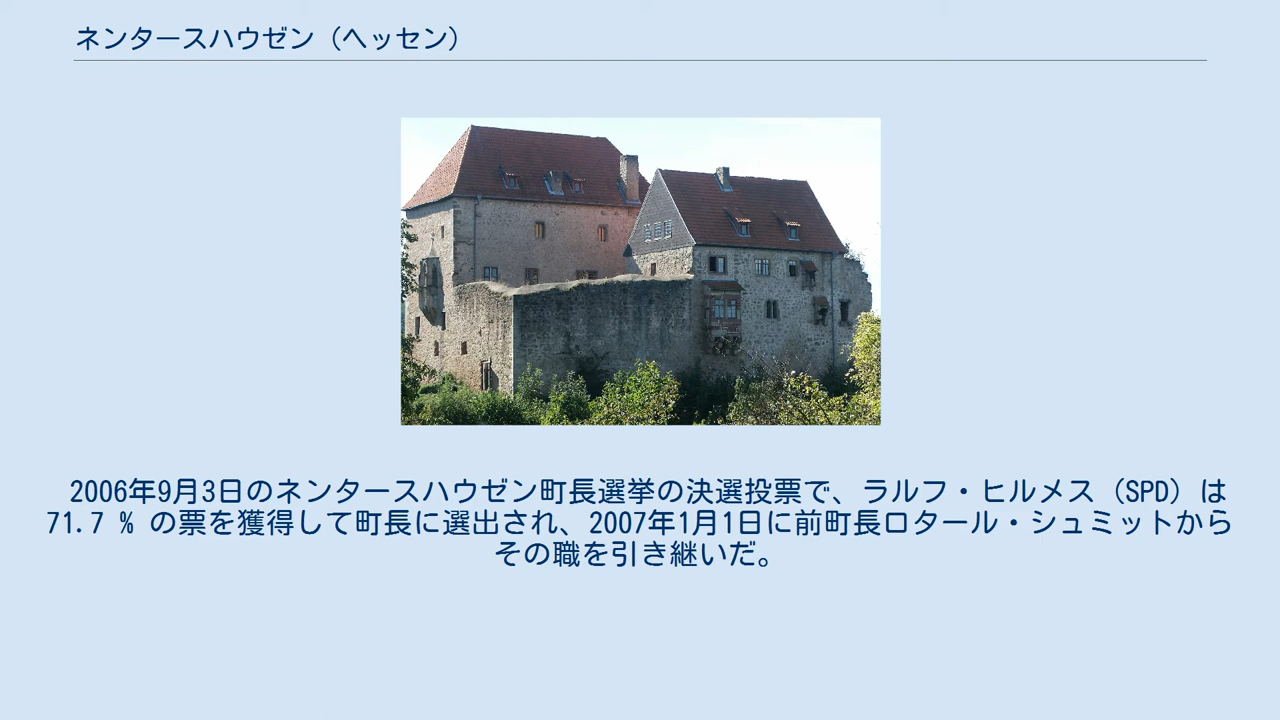 ネンタースハウゼン（ヘッセン）
2006年9月3日のネンタースハウゼン町長選挙の決選投票で、ラルフ・ヒルメス（SPD）は
71.7 % の票を獲得して町長に選出され、2007年1月1日に前町長ロタール・シュミットから
その職を引き継いだ。